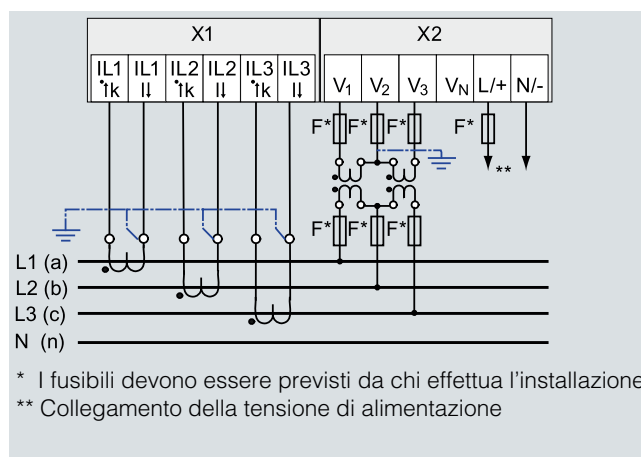 X1 X2
IL1 IL1 IL2 IL2 IL3 IL3
k l k l k l V1 V2 V3 VN L/+ N/-
F* F* F* F*
**
F* F* F*
L1 (a)
L2 (b)
L3 (c)
N (n)
* I fusibili devono essere previsti da chi effettua l’installazione
** Collegamento della tensione di alimentazione